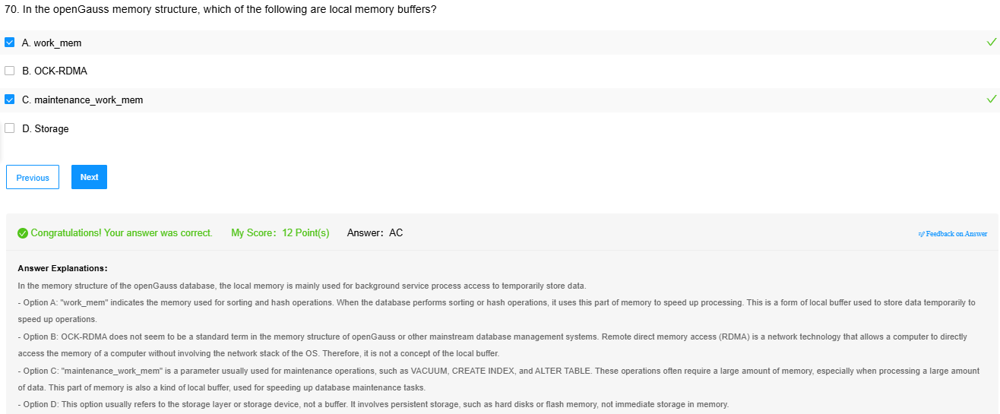 70. In the openGauss memory structure, which of the following are local memory buffers?
A. work_mem
B. OCK-RDMA
C. maintenance_work_mem
D. Storage
Previous
Next
Congratulations! Your answer was correct. My Score: 12 Point(s) Answer: AC
Feedback on Answer
Answer Explanations:
In the memory structure of the openGauss database, the local memory is mainly used for background service process access to temporarily store data.
- Option A: "work_mem" indicates the memory used for sorting and hash operations. When the database performs sorting or hash operations, it uses this part of memory to speed up processing. This is a form of local buffer used to store data temporarily to
speed up operations.
- Option B: OCK-RDMA does not seem to be a standard term in the memory structure of openGauss or other mainstream database management systems. Remote direct memory access (RDMA) is a network technology that allows a computer to directly
access the memory of a computer without involving the network stack of the OS. Therefore, it is not a concept of the local buffer.
- Option C: "maintenance_work_mem" is a parameter usually used for maintenance operations, such as VACUUM, CREATE INDEX, and ALTER TABLE. These operations often require a large amount of memory, especially when processing a large amount
of data. This part of memory is also a kind of local buffer, used for speeding up database maintenance tasks.
- Option D: This option usually refers to the storage layer or storage device, not a buffer. It involves persistent storage, such as hard disks or flash memory, not immediate storage in memory.